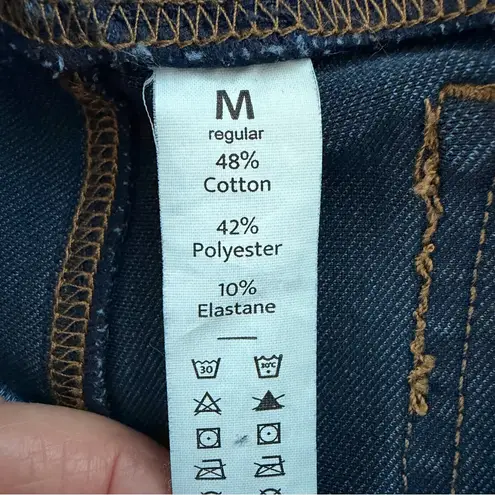 M
regular
48%
Cotton
42%
Polyester
10%
Elastane
30 30°C